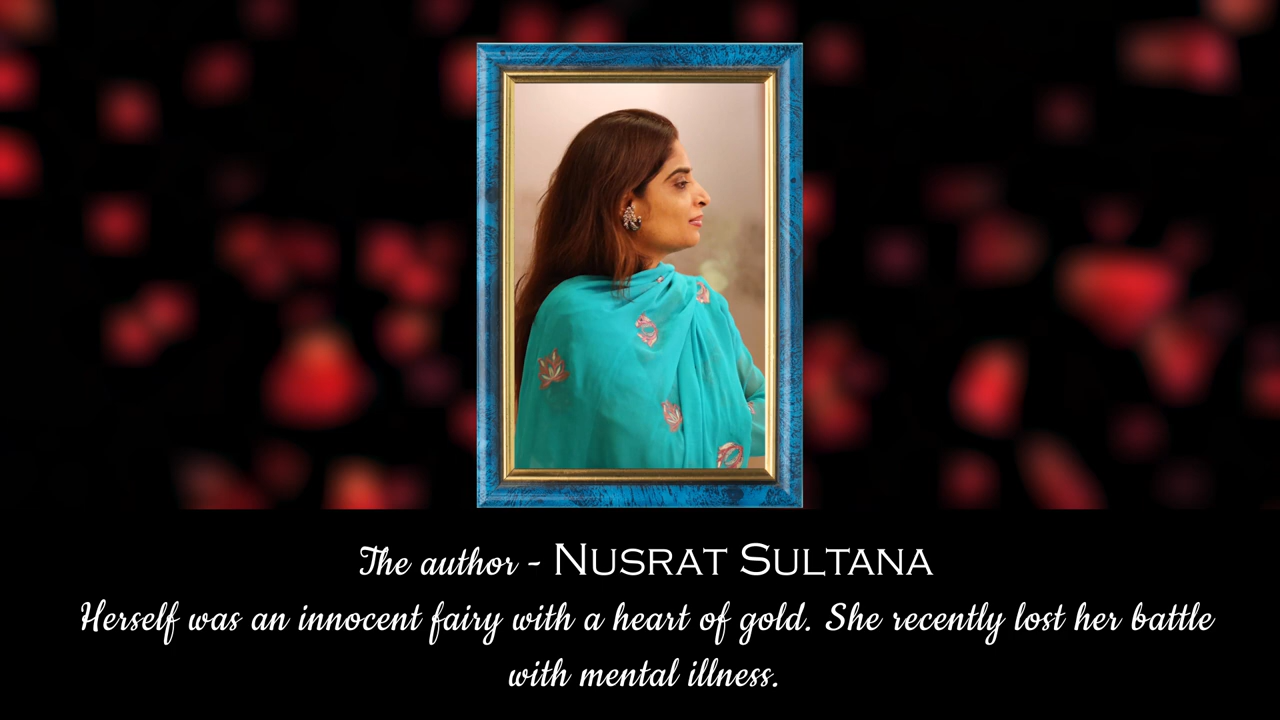 The author - NUSRAT SULTANA
Herself was an innocent fairy with a heart of gold. She recently lost her battle
with mental illness.